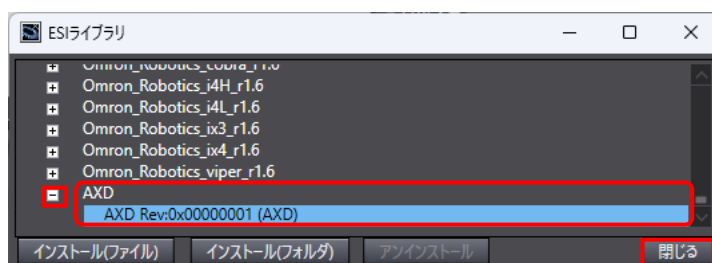 ESIライブラリ
Omron_Robotics_cobra_r1.6
Omron_Robotics_i4H_r1.6
Omron_Robotics_i4L_r1.6
Omron_Robotics_ix3_r1.6
Omron_Robotics_ix4_r1.6
Omron_Robotics_viper_r1.6
AXD
AXD Rev:0x00000001 (AXD)
インストール(ファイル) インストール(フォルダ) アンインストール 閉じる